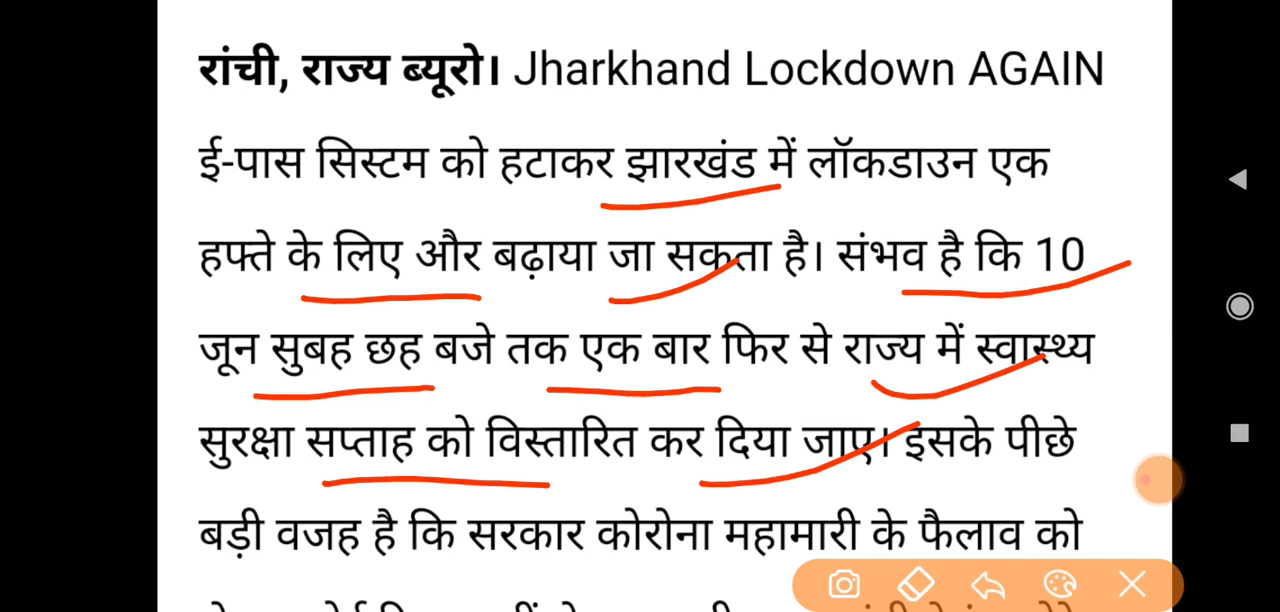 रांची, राज्य ब्यूरो। Jharkhand Lockdown AGAIN
ई-पास सिस्टम को हटाकर झारखंड में लॉकडाउन एक
हफ्ते के लिए और बढ़ाया जा सकता है। संभव है कि 10
जून सुबह छह बजे तक एक बार फिर से राज्य में स्वास्थ्य
सुरक्षा सप्ताह को विस्तारित कर दिया जाए। इसके पीछे
बड़ी वजह है कि सरकार कोरोना महामारी के फैलाव को